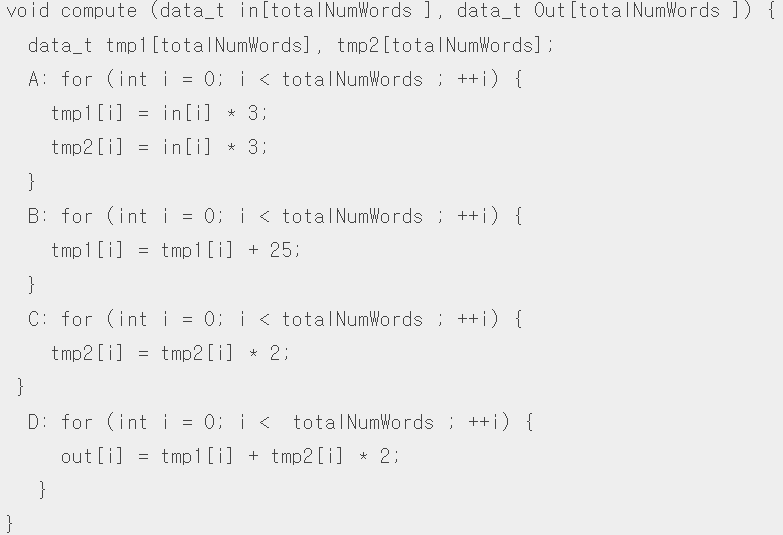 void compute (data_t in[totalNumWords ], data_t Out[totalNumWords ]) {
data_t tmp1[totalNumWords], tmp2[totalNumWords];
A: for (int i = 0; i < totalNumWords ; ++i) {
tmp1[i] = in[i] * 3;
tmp2[i] = in[i] * 3;
}
B: for (int i = 0; i < totalNumWords ; ++i) {
tmp1[i] = tmp1[i] + 25;
}
C: for (int i = 0; i < totalNumWords ; ++i) {
tmp2[i] = tmp2[i] * 2;
}
D: for (int i = 0; i <  totalNumWords ; ++i) {
out[i] = tmp1[i] + tmp2[i] * 2;
}
}